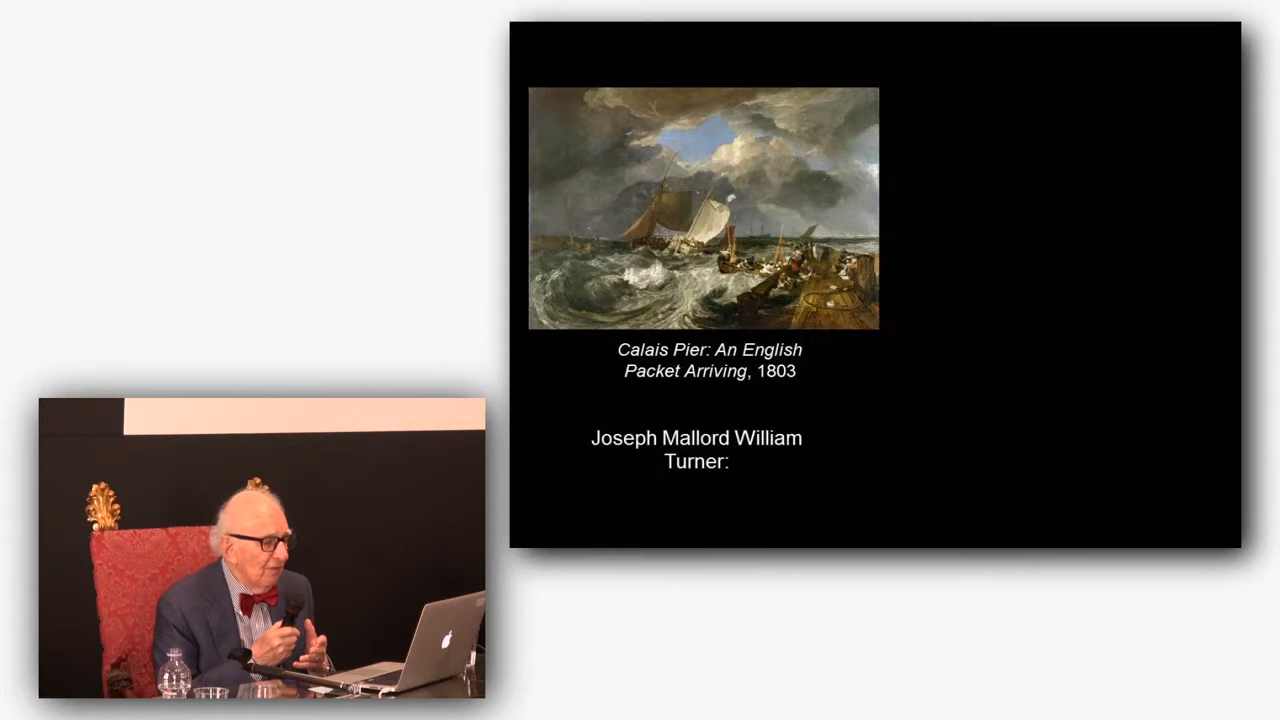 Calais Pier: An English
Packet Arriving, 1803
Joseph Mallord William
Turner: